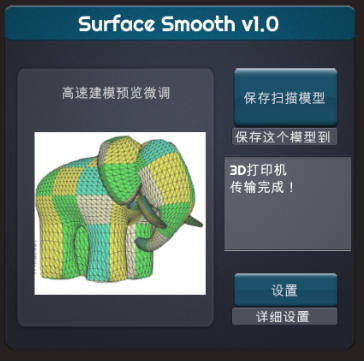 Surface Smooth v1.0
高速建模预览微调
保存扫描模型
保存这个模型到
3D打印机
传输完成！
设置
详细设置